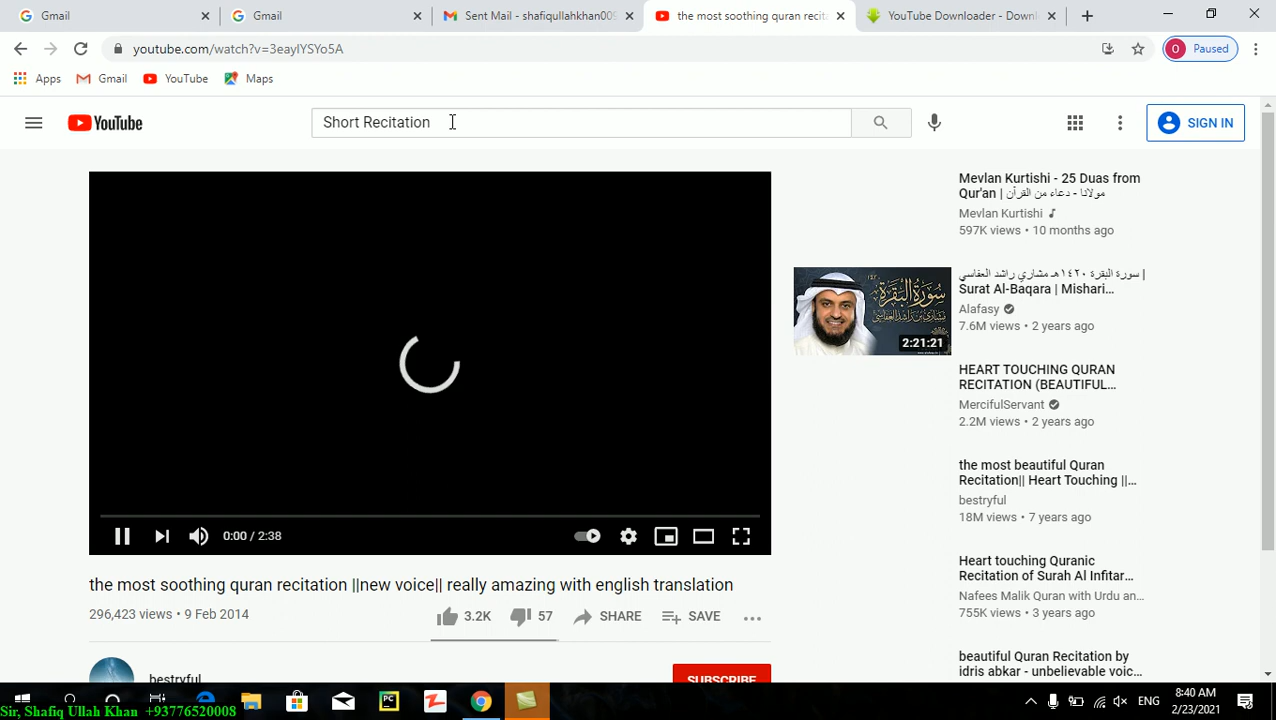 Gmail
Gmail
Sent Mail - shafiqullahkhan009
the most soothing quran recita
YouTube Downloader - Downl
youtube.com/watch?v=3eaylYSYo5A
Paused
Apps
Gmail
YouTube
Maps
YouTube
Short Recitation
SIGN IN
Mevlan Kurtishi - 25 Duas from
Qur'an | مولانا - دعاء من القرآن
Mevlan Kurtishi
597K views • 10 months ago
سورة البقرة ١٤٢٠هـ مشاري راشد العفاسي |
Surat Al-Baqara | Mishari...
Alafasy
7.6M views • 2 years ago
سورة البقرة
2:21:21
HEART TOUCHING QURAN
RECITATION (BEAUTIFUL...
MercifulServant
2.2M views • 2 years ago
the most beautiful Quran
Recitation|| Heart Touching ||...
bestryful
18M views • 7 years ago
Heart touching Quranic
Recitation of Surah Al Infitar...
Nafees Malik Quran with Urdu an...
755K views • 3 years ago
beautiful Quran Recitation by
idris abkar - unbelievable voic...
0:00 / 2:38
the most soothing quran recitation ||new voice|| really amazing with english translation
296,423 views • 9 Feb 2014
3.2K
57
SHARE
SAVE
bestryful
SUBSCRIBE
ENG
8:40 AM
2/23/2021
Sir, Shafiq Ullah Khan +93776520008